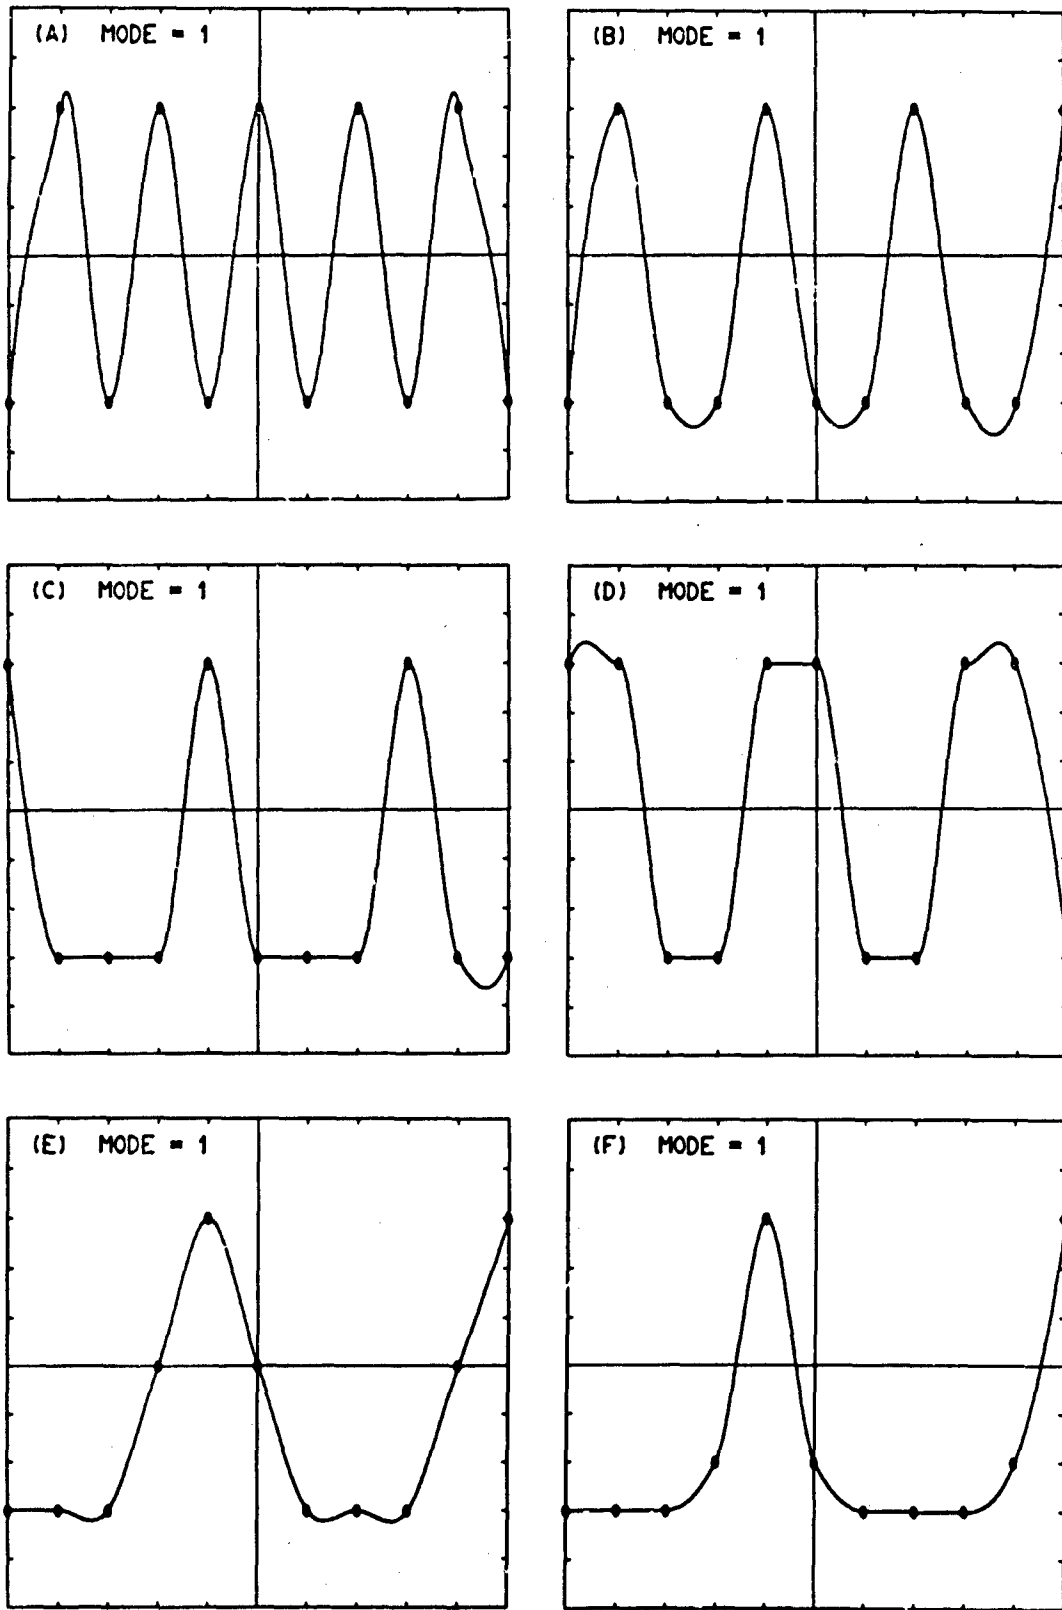 (A) MODE = 1
(B) MODE = 1
(C) MODE = 1
(D) MODE = 1
(E) MODE = 1
(F) MODE = 1